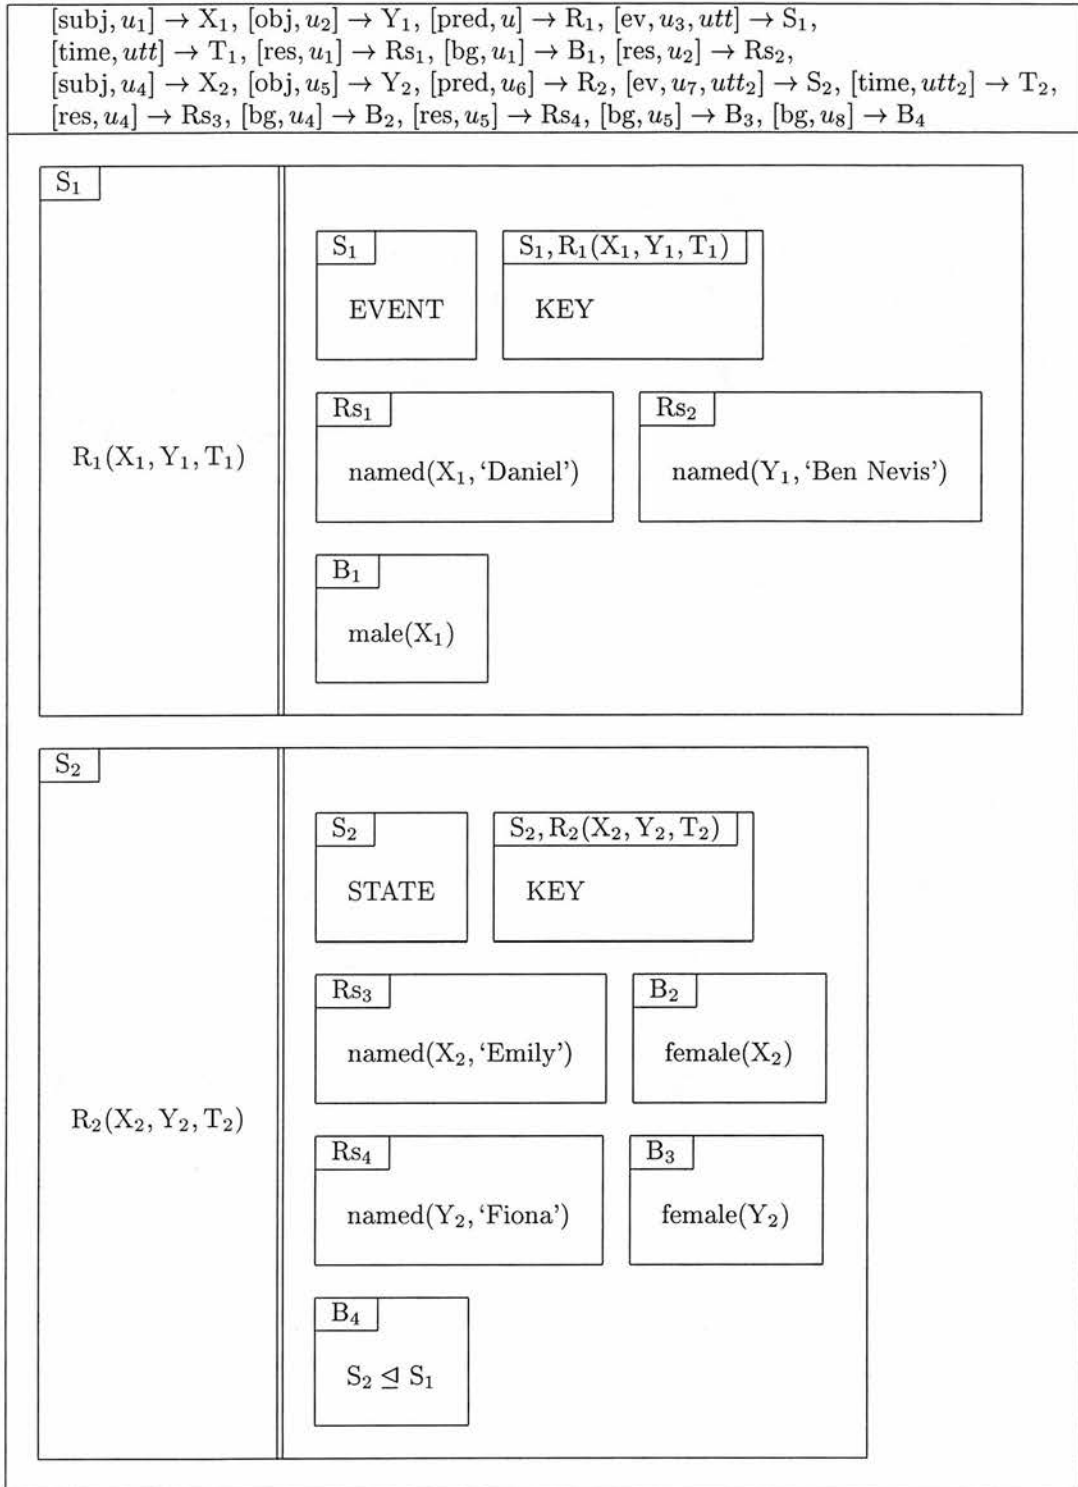 [subj, u₁] → X₁, [obj, u₂] → Y₁, [pred, u] → R₁, [ev, u₃, utt] → S₁,
[time, utt] → T₁, [res, u₁] → Rs₁, [bg, u₁] → B₁, [res, u₂] → Rs₂,
[subj, u₄] → X₂, [obj, u₅] → Y₂, [pred, u₆] → R₂, [ev, u₇, utt₂] → S₂, [time, utt₂] → T₂,
[res, u₄] → Rs₃, [bg, u₄] → B₂, [res, u₅] → Rs₄, [bg, u₅] → B₃, [bg, u₈] → B₄
S₁
S₁ S₁, R₁(X₁, Y₁, T₁)
EVENT KEY
Rs₁ Rs₂
R₁(X₁, Y₁, T₁)
named(X₁, ‘Daniel’) named(Y₁, ‘Ben Nevis’)
B₁
male(X₁)
S₂
S₂ S₂, R₂(X₂, Y₂, T₂)
STATE KEY
Rs₃ B₂
named(X₂, ‘Emily’) female(X₂)
R₂(X₂, Y₂, T₂)
Rs₄ B₃
named(Y₂, ‘Fiona’) female(Y₂)
B₄
S₂ ⊴ S₁